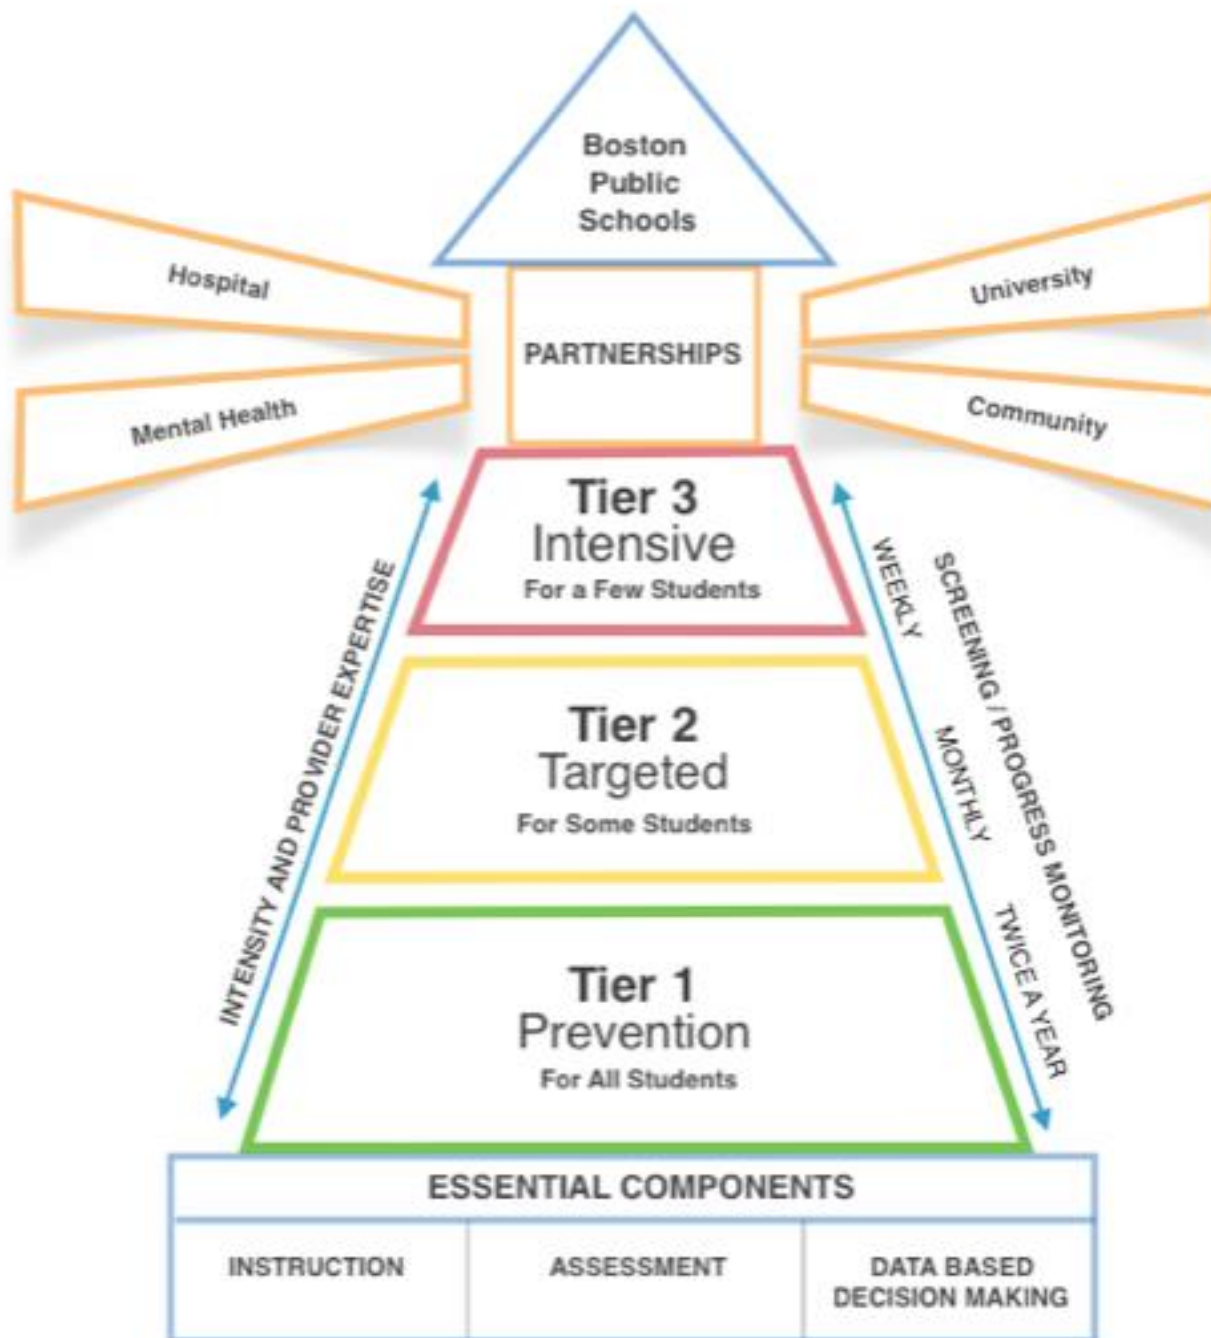 Boston
Public
Schools
Hospital
University
PARTNERSHIPS
Mental Health
Community
Tier 3
Intensive
For a Few Students
WEEKLY
SCREENING / PROGRESS MONITORING
INTENSITY AND PROVIDER EXPERTISE
Tier 2
Targeted
For Some Students
MONTHLY
Tier 1
Prevention
For All Students
TWICE A YEAR
ESSENTIAL COMPONENTS
INSTRUCTION
ASSESSMENT
DATA BASED
DECISION MAKING